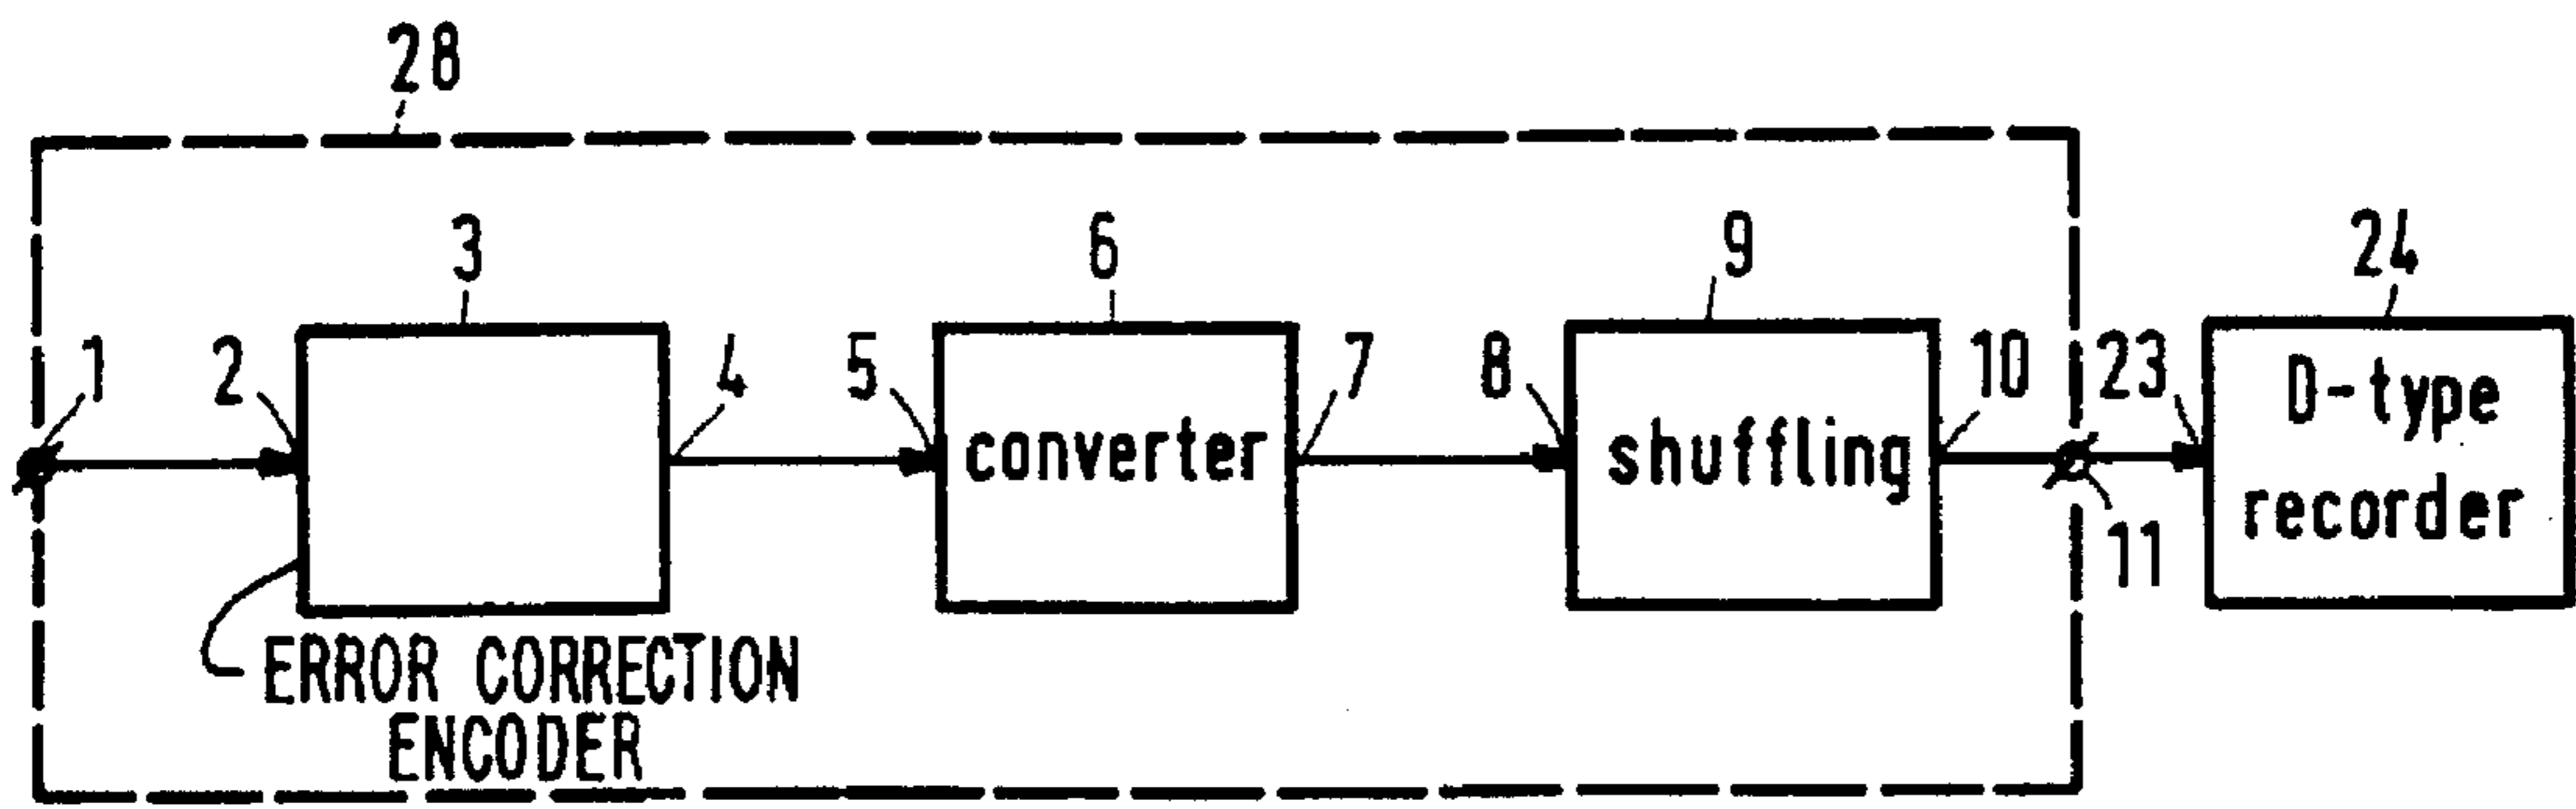 28
3
6
9
24
1
2
4
5
7
8
10
23
converter
shuffling
D-type
recorder
11
ERROR CORRECTION
ENCODER